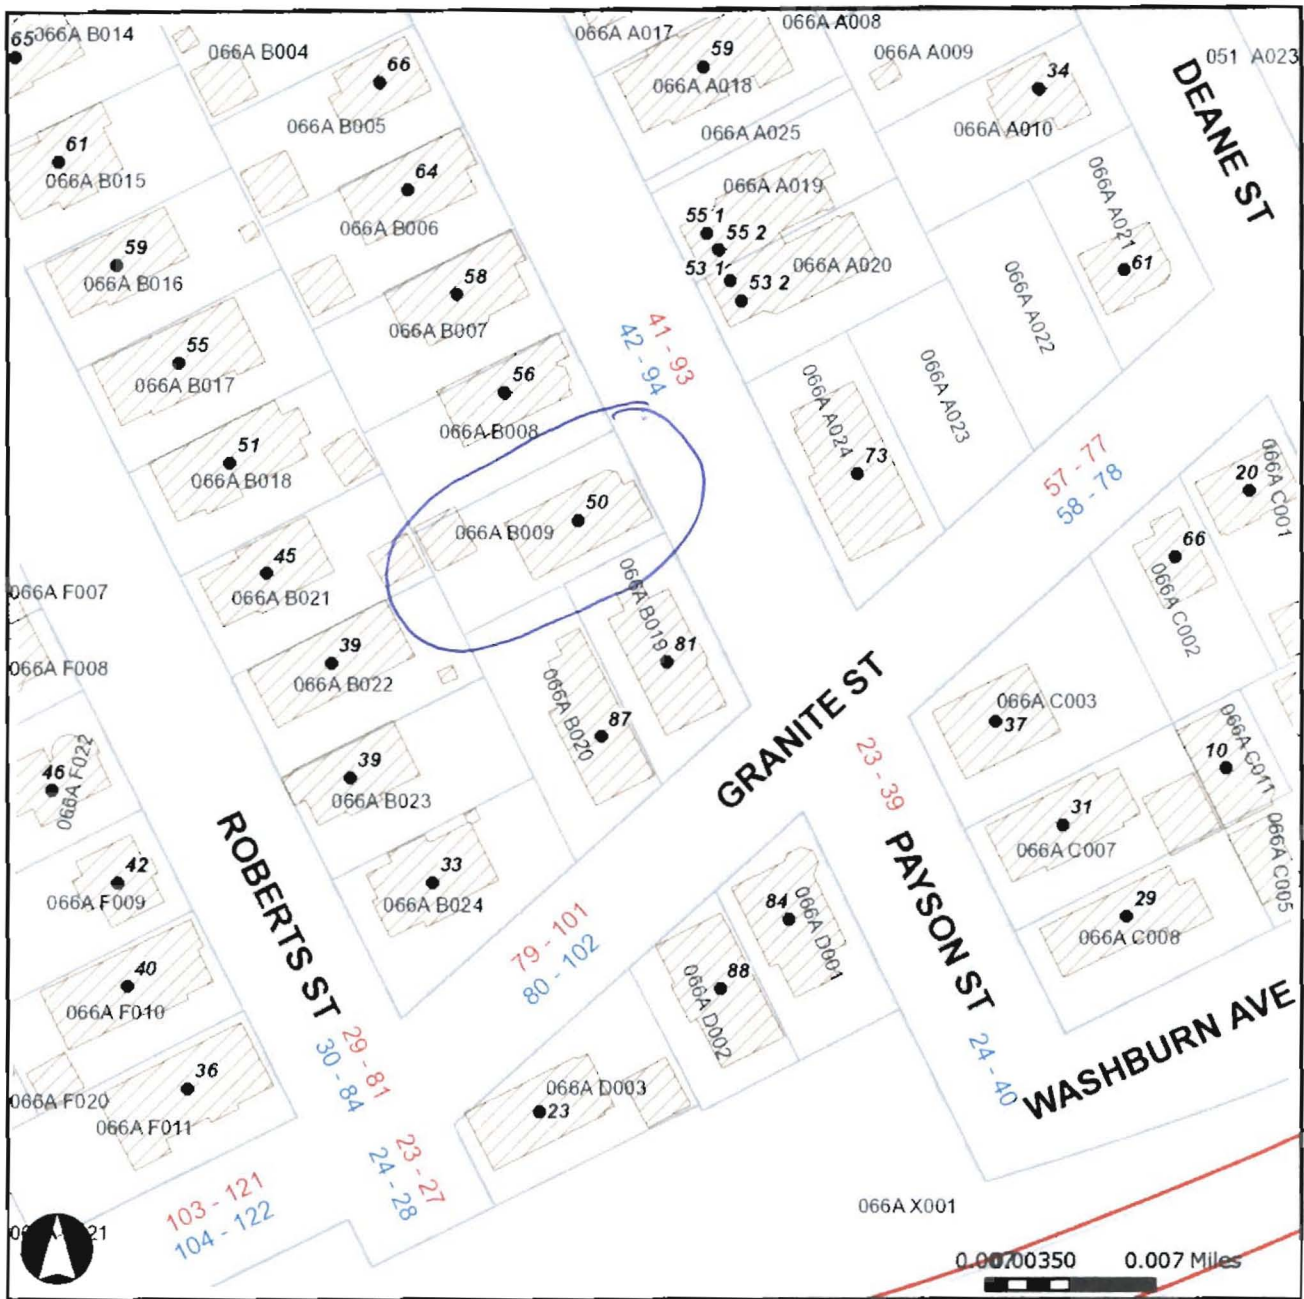 65 066A B014
066A B004
066A A017
066A A008
59
066A A009
051 A023
66
066A A018
34
DEANE ST
066A B005
066A A025
066A A010
61
066A B015
64
066A A019
066A A021
066A B006
55 1
55 2
59
066A B016
58
53 1
53 2
066A A020
066A A022
61
066A B007
41 - 93
42 - 94
55
066A B017
56
066A A024
066A A023
066A B008
51
066A B018
73
57 - 77
58 - 78
20
066A C001
50
066A B009
45
066A B021
66
066A C002
066A F007
066A B019
39
066A B022
81
066A F008
GRANITE ST
066A B020
87
066A C003
37
46
066A F022
39
066A B023
23 - 39
10
066A C011
ROBERTS ST
31
066A C007
PAYSON ST
066A C005
42
066A F009
33
066A B024
79 - 101
80 - 102
84
066A D001
29
066A C008
40
066A F010
88
066A D002
29 - 81
30 - 84
24 - 40
WASHBURN AVE
36
066A F020
066A F011
066A D003
23
23 - 27
24 - 28
103 - 121
104 - 122
066A X001
0.00350
0.007 Miles